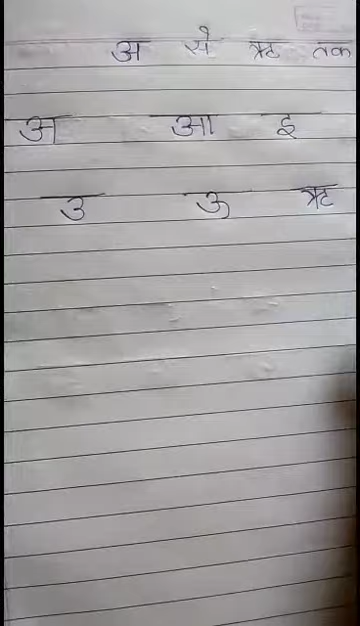 अ से ऋ तक
अ आ इ
उ ऊ ऋ